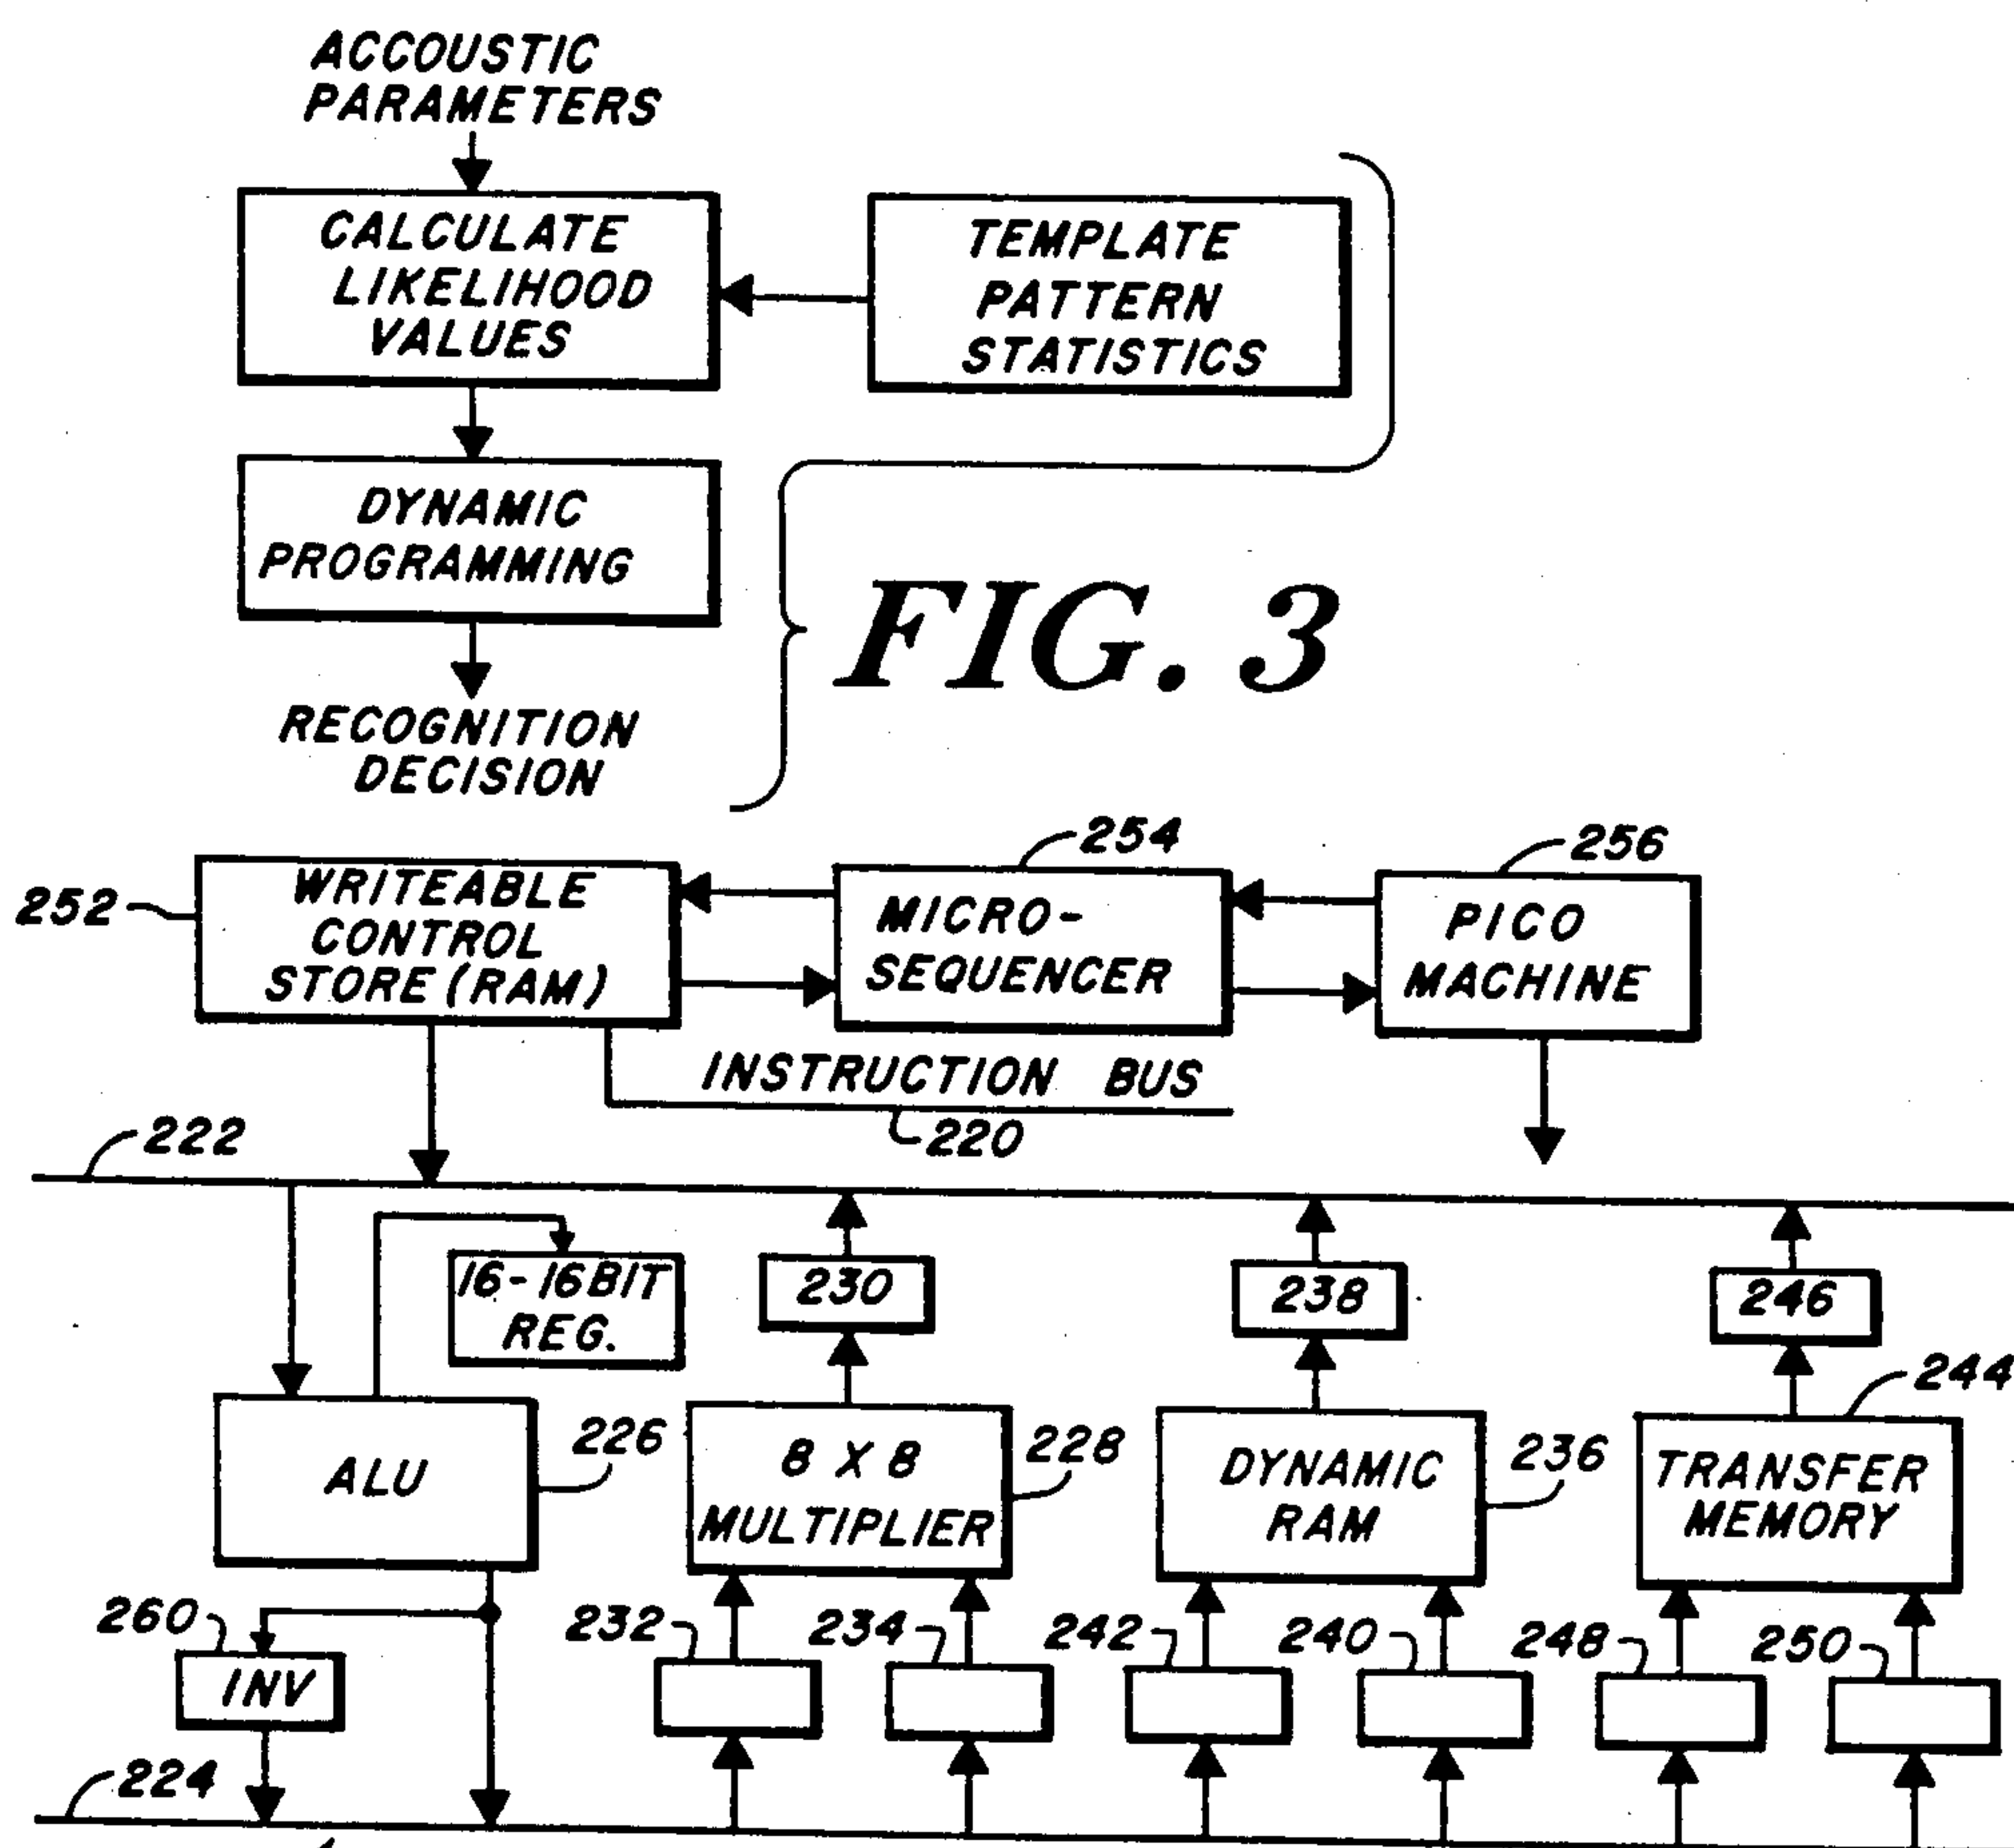 ACCOUSTIC
PARAMETERS
CALCULATE
LIKELIHOOD
VALUES
TEMPLATE
PATTERN
STATISTICS
DYNAMIC
PROGRAMMING
FIG. 3
RECOGNITION
DECISION
254
256
252
WRITEABLE
CONTROL
STORE (RAM)
MICRO-
SEQUENCER
PICO
MACHINE
INSTRUCTION BUS
220
222
16-16BIT
REG.
230
238
246
244
226
228
236
ALU
8 X 8
MULTIPLIER
DYNAMIC
RAM
TRANSFER
MEMORY
260
232
234
242
240
248
250
INV
224